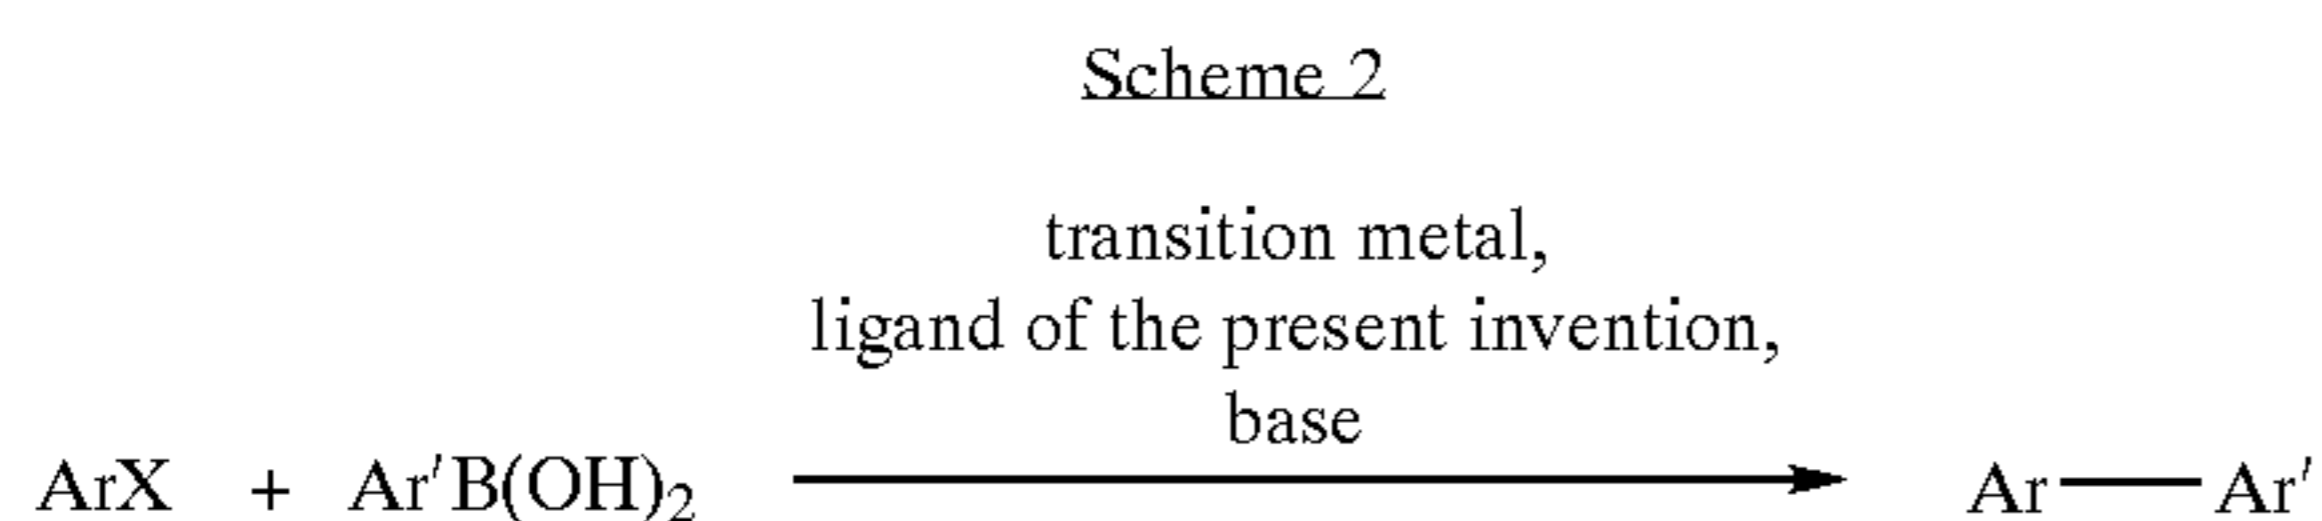 Scheme 2
transition metal,
ligand of the present invention,
base
ArX + Ar′B(OH)₂ Ar—Ar′